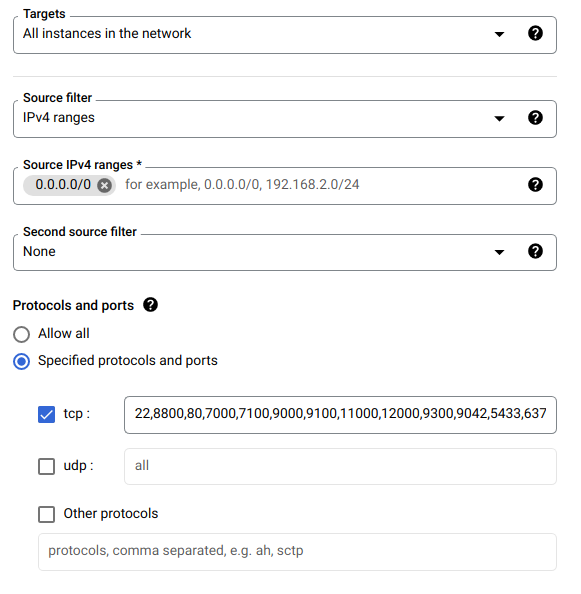 Targets
All instances in the network
Source filter
IPv4 ranges
Source IPv4 ranges *
0.0.0.0/0 for example, 0.0.0.0/0, 192.168.2.0/24
Second source filter
None
Protocols and ports
Allow all
Specified protocols and ports
tcp : 22,8800,80,7000,7100,9000,9100,11000,12000,9300,9042,5433,637
udp : all
Other protocols
protocols, comma separated, e.g. ah, sctp